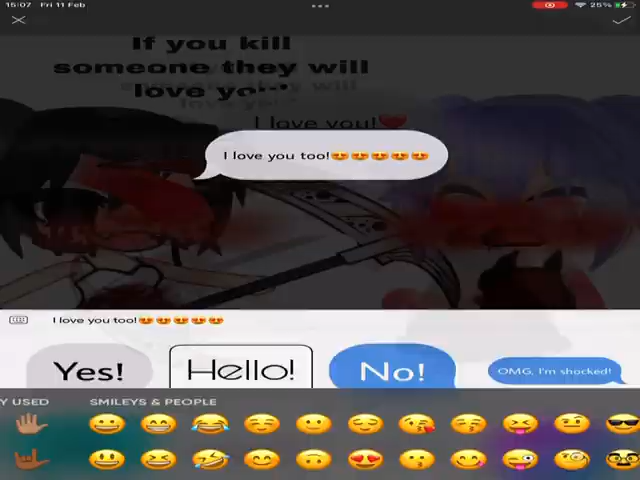 15:07 Fri 11 Feb
25%
If you kill
someone they will
love yo
I love you!❤️
I love you too!😍😍😍😍😍
I love you too!😍😍😍😍😍
Yes!
Hello!
No!
OMG, I'm shocked!
Y USED
SMILEYS & PEOPLE